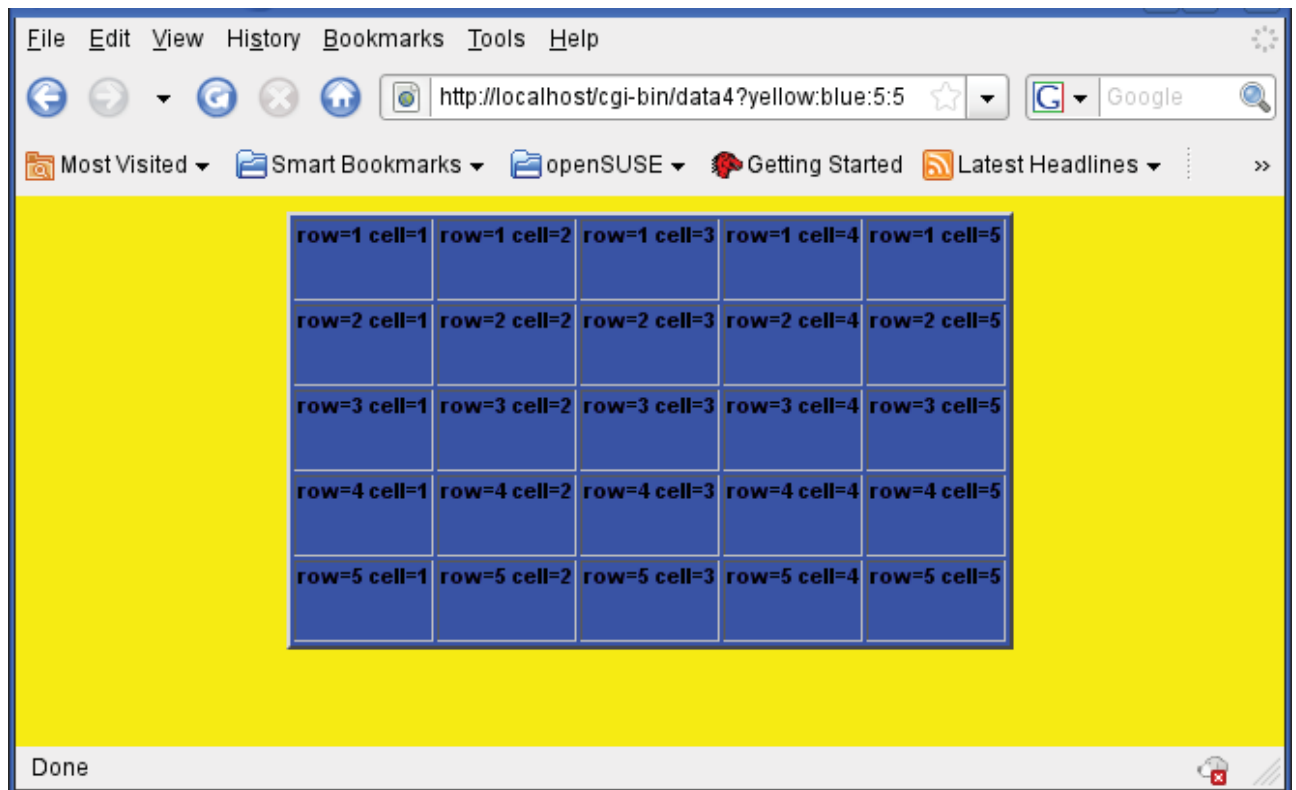 File Edit View History Bookmarks Tools Help
http://localhost/cgi-bin/data4?yellow:blue:5:5 G Google
Most Visited Smart Bookmarks openSUSE Getting Started Latest Headlines »
row=1 cell=1 row=1 cell=2 row=1 cell=3 row=1 cell=4 row=1 cell=5
row=2 cell=1 row=2 cell=2 row=2 cell=3 row=2 cell=4 row=2 cell=5
row=3 cell=1 row=3 cell=2 row=3 cell=3 row=3 cell=4 row=3 cell=5
row=4 cell=1 row=4 cell=2 row=4 cell=3 row=4 cell=4 row=4 cell=5
row=5 cell=1 row=5 cell=2 row=5 cell=3 row=5 cell=4 row=5 cell=5
Done